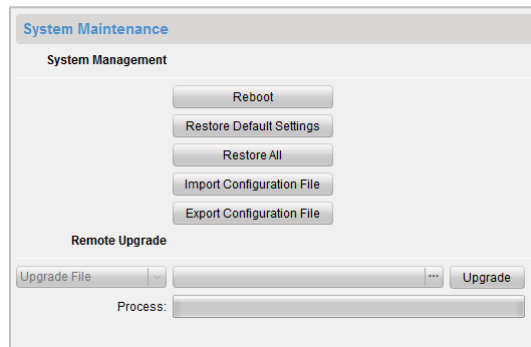 System Maintenance
System Management
Reboot
Restore Default Settings
Restore All
Import Configuration File
Export Configuration File
Remote Upgrade
Upgrade File ... Upgrade
Process: